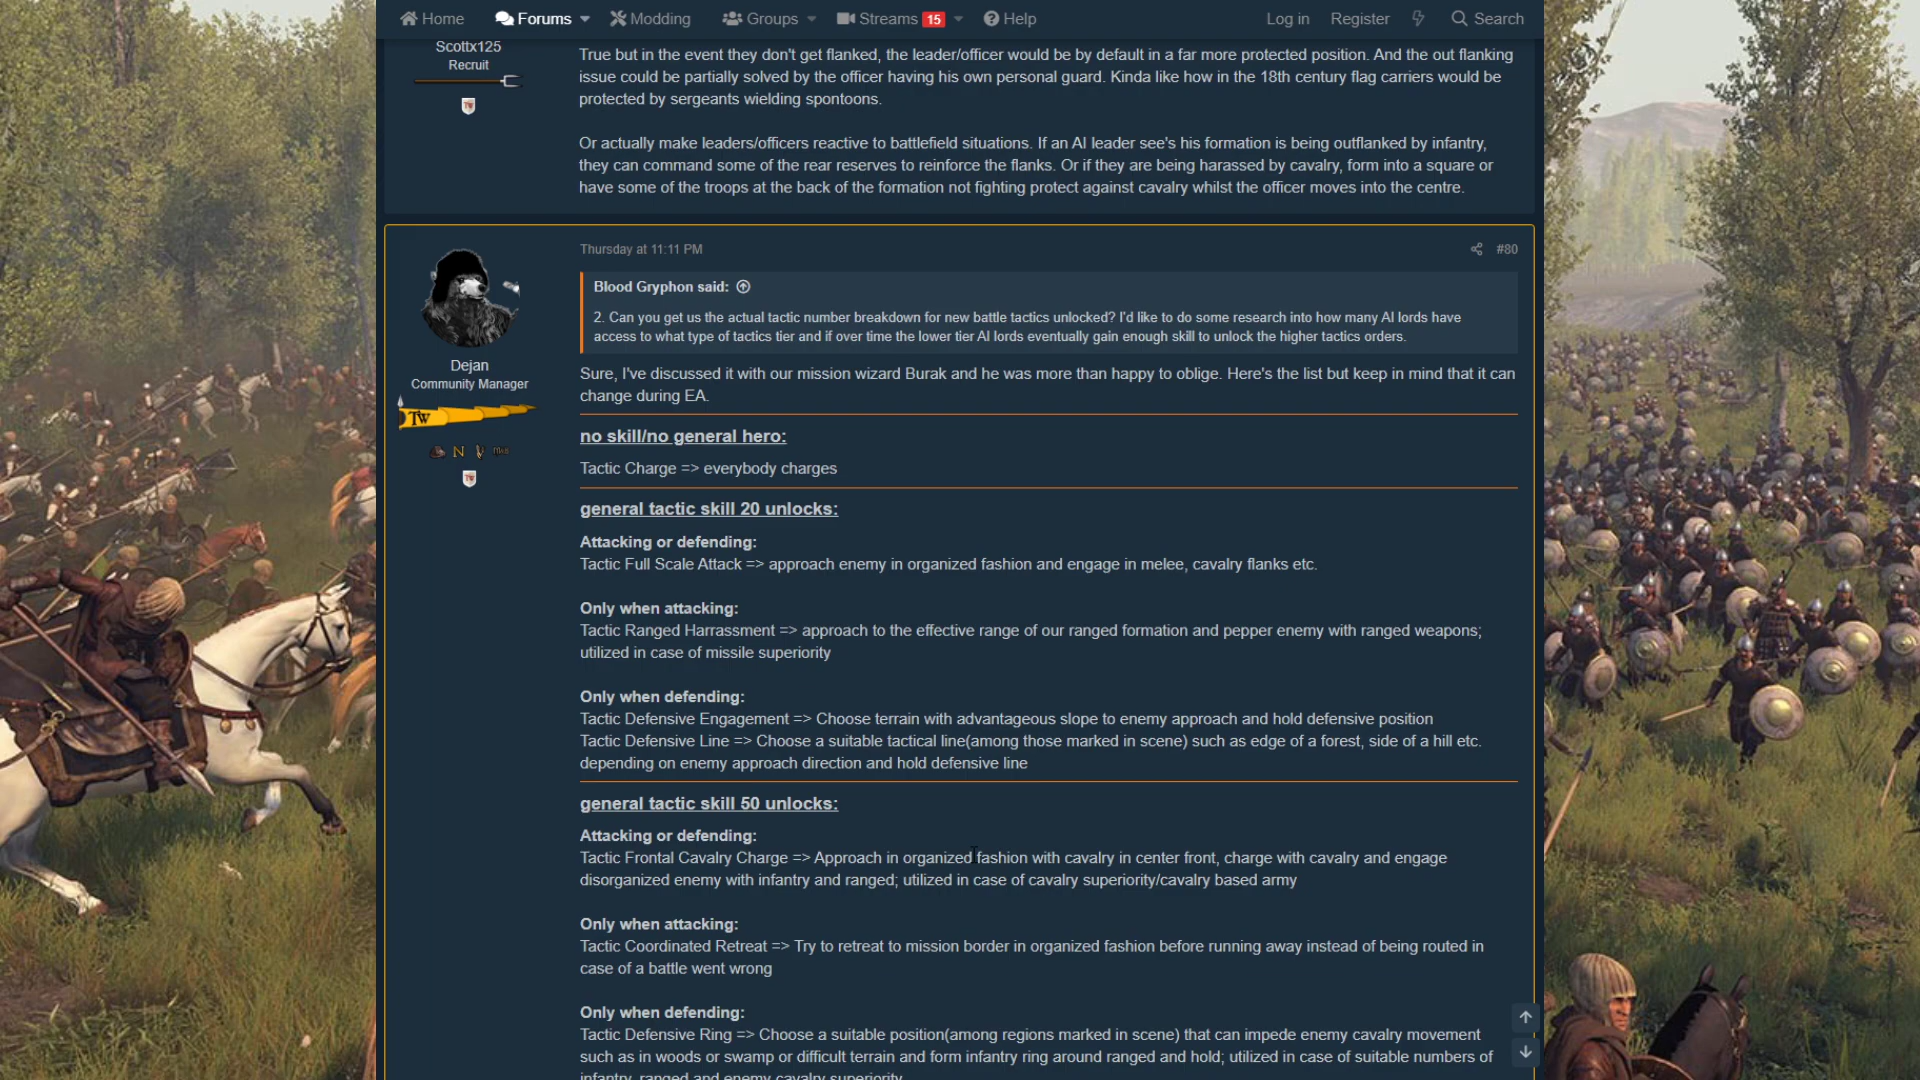 Home
Forums
Modding
Groups
Streams 15
Help
Log in
Register
Search
Scottx125
Recruit
True but in the event they don't get flanked, the leader/officer would be by default in a far more protected position. And the out flanking
issue could be partially solved by the officer having his own personal guard. Kinda like how in the 18th century flag carriers would be
protected by sergeants wielding spontoons.
Or actually make leaders/officers reactive to battlefield situations. If an AI leader see's his formation is being outflanked by infantry,
they can command some of the rear reserves to reinforce the flanks. Or if they are being harassed by cavalry, form into a square or
have some of the troops at the back of the formation not fighting protect against cavalry whilst the officer moves into the centre.
Dejan
Community Manager
TW
N
Thursday at 11:11 PM
#80
Blood Gryphon said:
2. Can you get us the actual tactic number breakdown for new battle tactics unlocked? I'd like to do some research into how many AI lords have
access to what type of tactics tier and if over time the lower tier AI lords eventually gain enough skill to unlock the higher tactics orders.
Sure, I've discussed it with our mission wizard Burak and he was more than happy to oblige. Here's the list but keep in mind that it can
change during EA.
no skill/no general hero:
Tactic Charge => everybody charges
general tactic skill 20 unlocks:
Attacking or defending:
Tactic Full Scale Attack => approach enemy in organized fashion and engage in melee, cavalry flanks etc.
Only when attacking:
Tactic Ranged Harrassment => approach to the effective range of our ranged formation and pepper enemy with ranged weapons;
utilized in case of missile superiority
Only when defending:
Tactic Defensive Engagement => Choose terrain with advantageous slope to enemy approach and hold defensive position
Tactic Defensive Line => Choose a suitable tactical line(among those marked in scene) such as edge of a forest, side of a hill etc.
depending on enemy approach direction and hold defensive line
general tactic skill 50 unlocks:
Attacking or defending:
Tactic Frontal Cavalry Charge => Approach in organized fashion with cavalry in center front, charge with cavalry and engage
disorganized enemy with infantry and ranged; utilized in case of cavalry superiority/cavalry based army
Only when attacking:
Tactic Coordinated Retreat => Try to retreat to mission border in organized fashion before running away instead of being routed in
case of a battle went wrong
Only when defending:
Tactic Defensive Ring => Choose a suitable position(among regions marked in scene) that can impede enemy cavalry movement
such as in woods or swamp or difficult terrain and form infantry ring around ranged and hold; utilized in case of suitable numbers of
infantry, ranged and enemy cavalry superiority